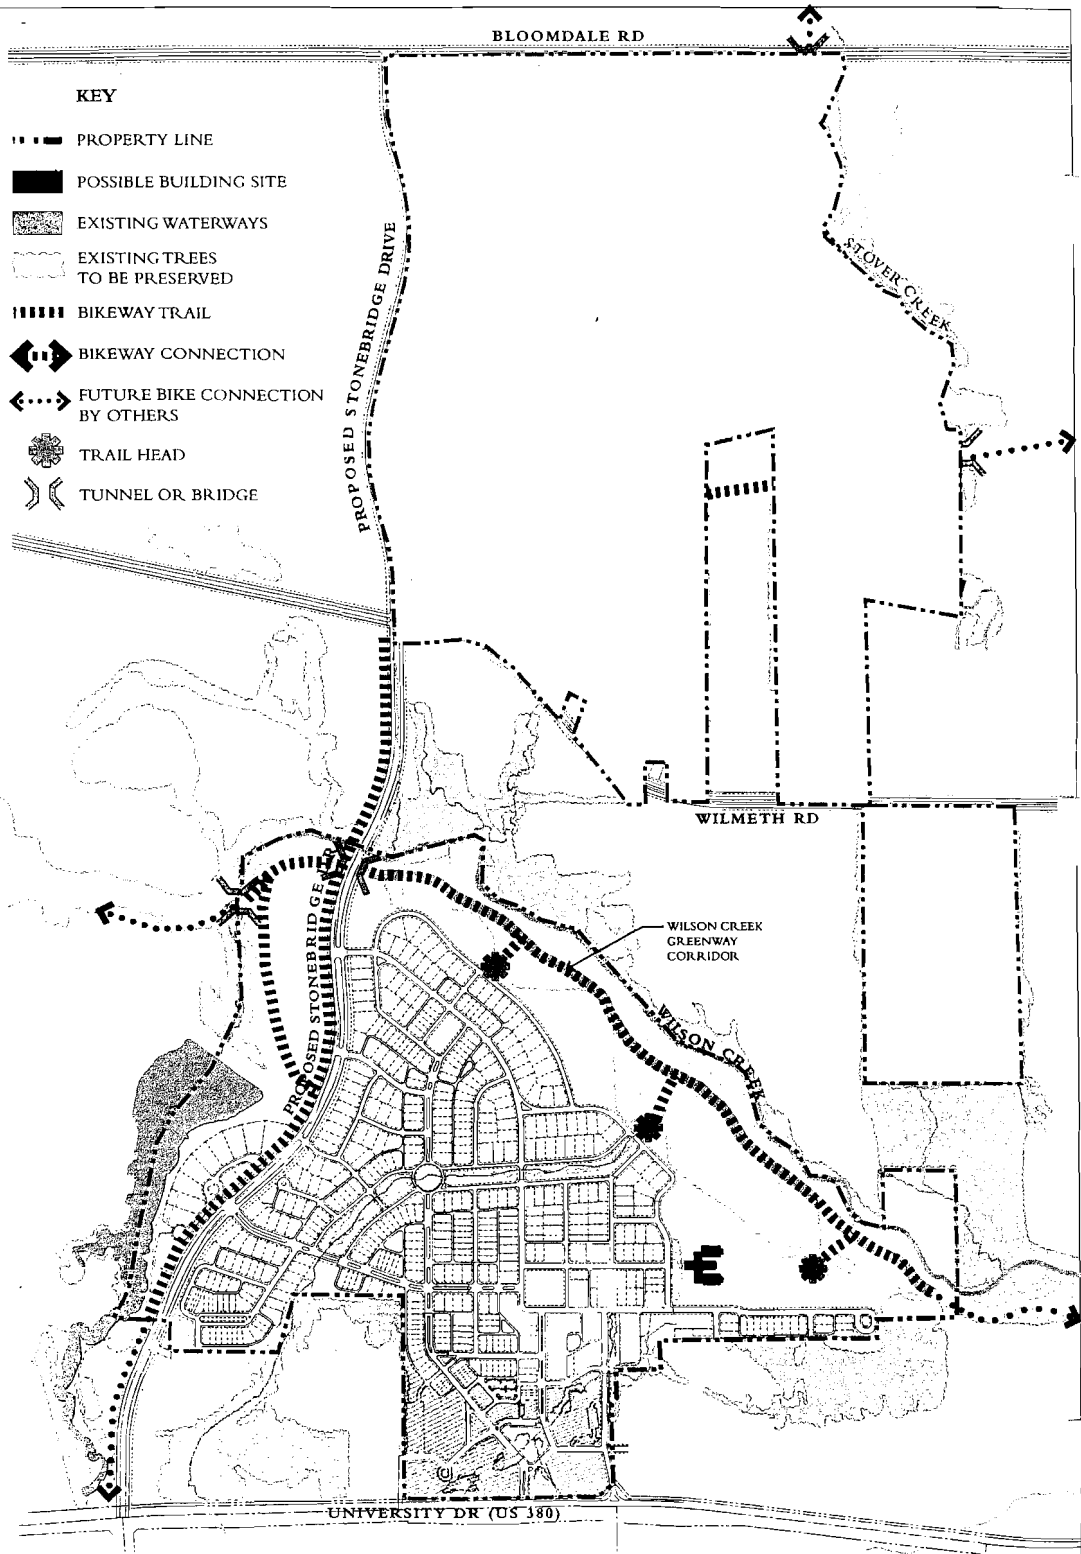 BLOOMDALE RD
KEY
PROPERTY LINE
POSSIBLE BUILDING SITE
EXISTING WATERWAYS
EXISTING TREES
TO BE PRESERVED
BIKEWAY TRAIL
BIKEWAY CONNECTION
FUTURE BIKE CONNECTION
BY OTHERS
TRAIL HEAD
TUNNEL OR BRIDGE
PROPOSED STONEBRIDGE DRIVE
STOVER CREEK
WILMETH RD
WILSON CREEK
GREENWAY
CORRIDOR
WILSON CREEK
PROPOSED STONEBRIDGE DR
UNIVERSITY DR (US 380)